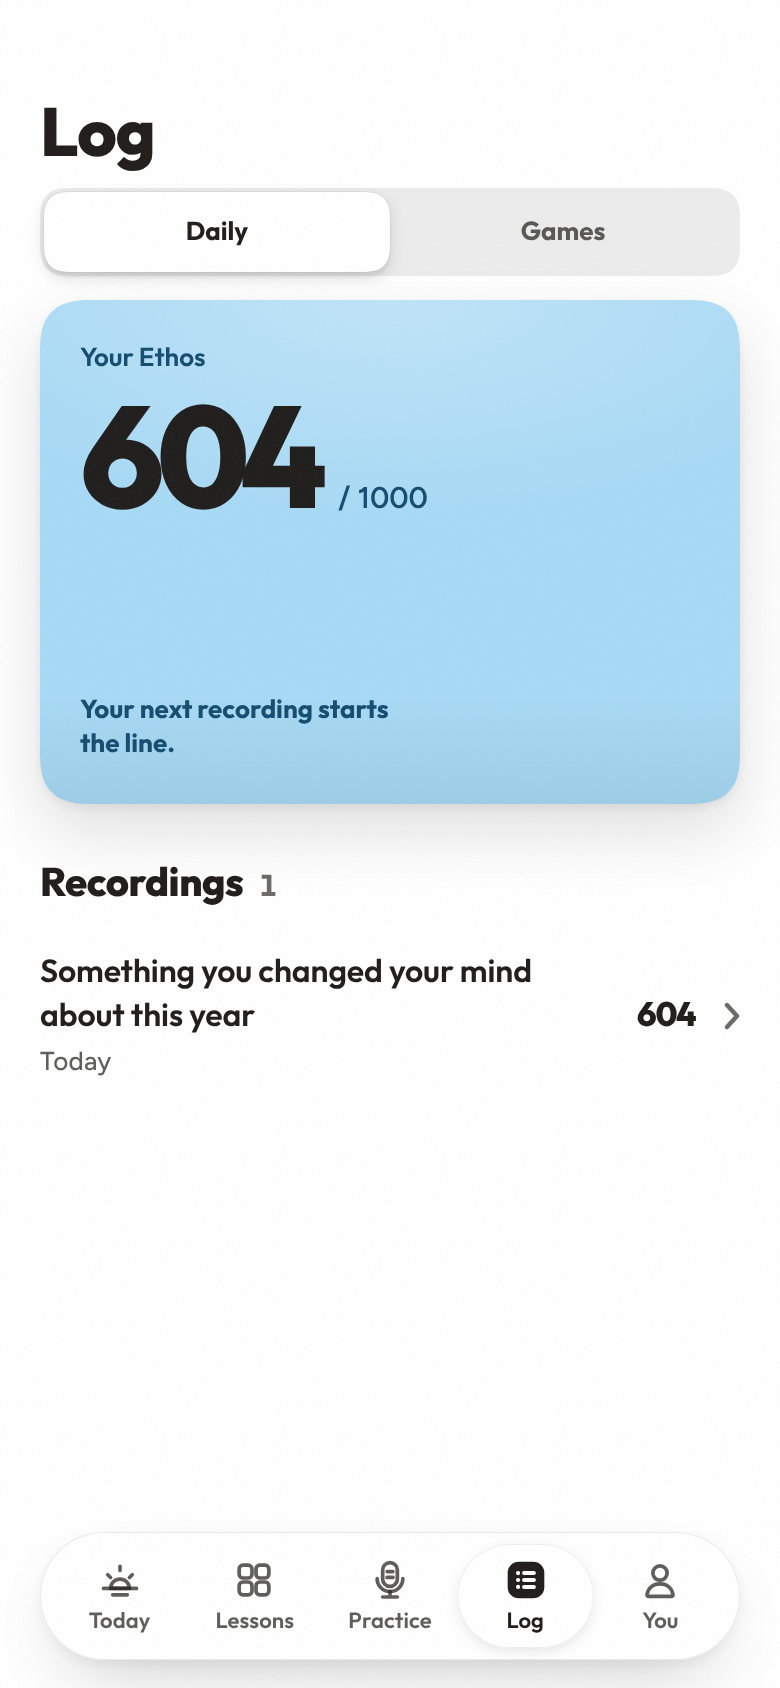 Log
Daily
Games
Your Ethos
604 / 1000
Your next recording starts
the line.
Recordings 1
Something you changed your mind
about this year
604
Today
Today
Lessons
Practice
Log
You